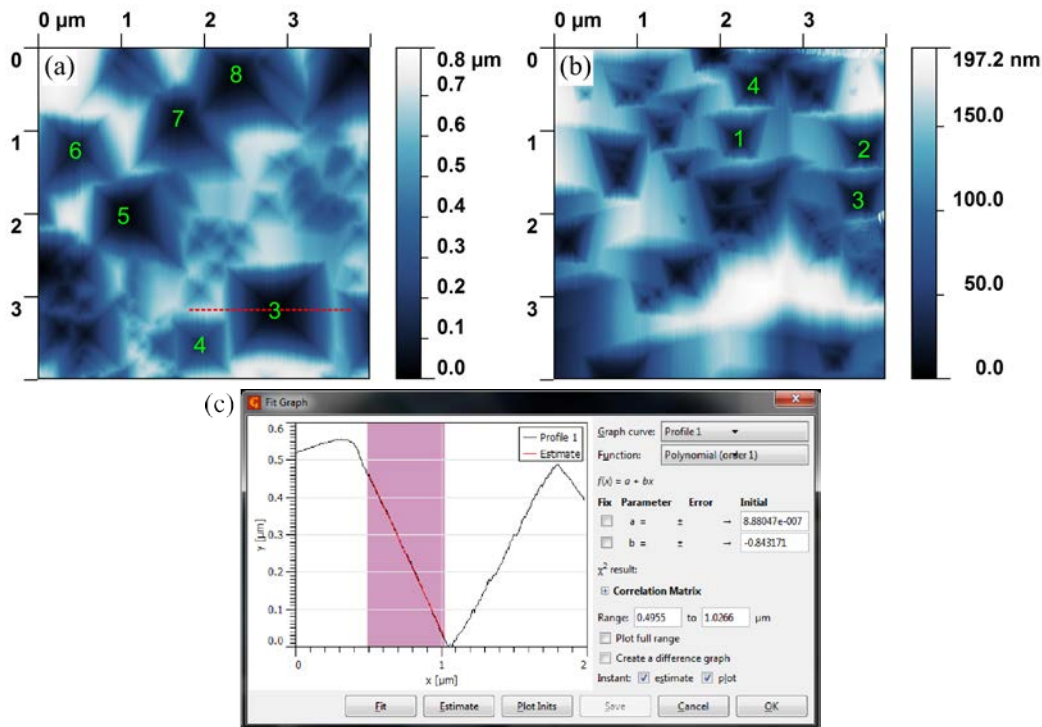 0 µm 1 2 3
0 µm 1 2 3
(a)
0
1
2
3
8
7
6
5
3
4
0.8 µm
0.7
0.6
0.5
0.4
0.3
0.2
0.1
0.0
(b)
0
1
2
3
4
1
2
3
197.2 nm
150.0
100.0
50.0
0.0
(c)
Fit Graph
0.6
0.5
0.4
0.3
0.2
0.1
0.0
y [µm]
0 1 2
x [µm]
Profile 1
Estimate
Graph curve: Profile 1
Function: Polynomial (order 1)
f(x) = a + bx
Fix Parameter Error Initial
a = ± → 8.88047e-007
b = ± → -0.843171
χ² result:
Correlation Matrix
Range: 0.4955 to 1.0266 µm
Plot full range
Create a difference graph
Instant: estimate plot
Fit Estimate Plot Inits Save Cancel OK